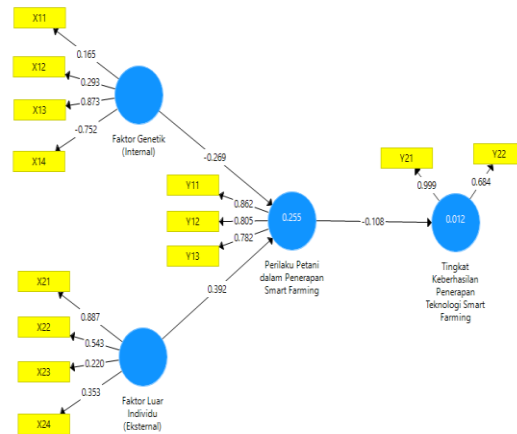 X11
0.165
X12
0.293
X13
0.873
-0.752
X14
Faktor Genetik
(Internal)
-0.269
Y11
0.862
Y12
0.805
Y13
0.782
0.255
Perilaku Petani
dalam Penerapan
Smart Farming
-0.108
Y21
0.999
Y22
0.684
0.012
Tingkat
Keberhasilan
Penerapan
Teknologi Smart
Farming
0.392
X21
0.887
X22
0.543
X23
0.220
0.353
X24
Faktor Luar
Individu
(Eksternal)